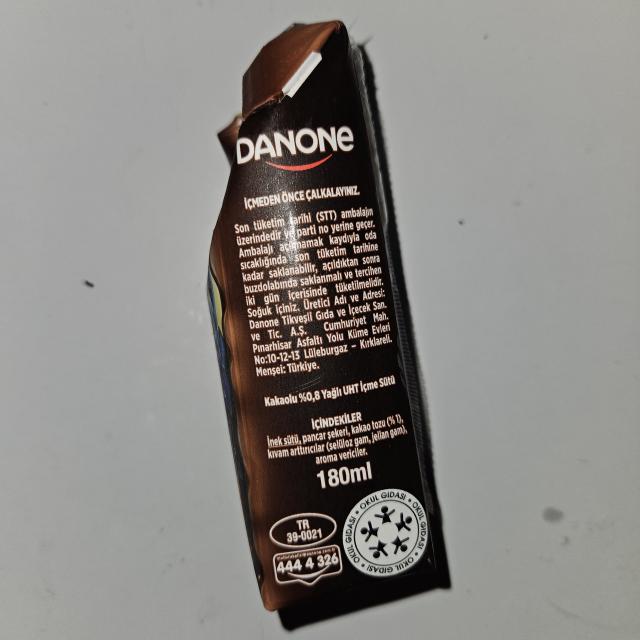 DANONE
İÇMEDEN ÖNCE ÇALKALAYINIZ.
Son tüketim tarihi (STT) ambalajın
üzerindedir ve parti no yerine geçer.
Ambalajı açılmamak kaydıyla oda
sıcaklığında son tüketim tarihine
kadar saklanabilir, açıldıktan sonra
buzdolabında saklanmalı ve tercihen
iki gün içerisinde tüketilmelidir.
Soğuk içiniz. Üretici Adı ve Adresi:
Danone Tikveşli Gıda ve İçecek San.
ve Tic. A.Ş. Cumhuriyet Mah.
Pınarhisar Asfaltı Yolu Küme Evleri
No:10-12-13 Lüleburgaz – Kırklareli.
Menşei: Türkiye.
Kakaolu %0,8 Yağlı UHT İçme Sütü
İÇİNDEKİLER
İnek sütü, pancar şekeri, kakao tozu (% 1),
kıvam arttırıcılar (selüloz gam, jellan gam),
aroma vericiler.
180ml
TR
39-0021
444 4 326
OKUL GIDASI • OKUL GIDASI • OKUL GIDASI • OKUL GIDASI •